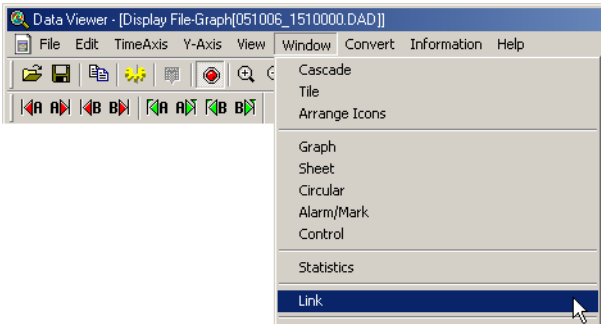 Data Viewer - [Display File-Graph[051006_1510000.DAD]]
File Edit TimeAxis Y-Axis View Window Convert Information Help
A A B B A A B B
Cascade
Tile
Arrange Icons
Graph
Sheet
Circular
Alarm/Mark
Control
Statistics
Link